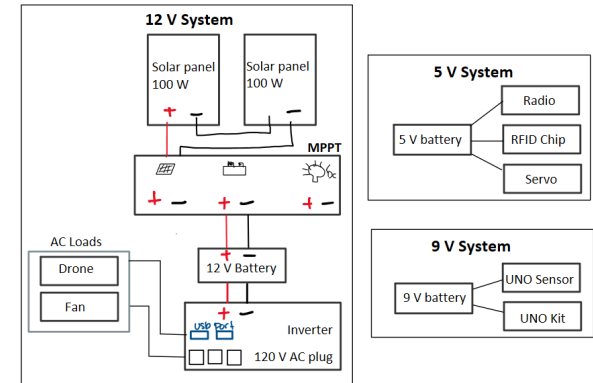 12 V System
Solar panel
100 W
Solar panel
100 W
+ −
−
MPPT
DC
+ − + − + −
+ −
12 V Battery
+ −
usb port
Inverter
120 V AC plug
AC Loads
Drone
Fan
5 V System
5 V battery
Radio
RFID Chip
Servo
9 V System
9 V battery
UNO Sensor
UNO Kit